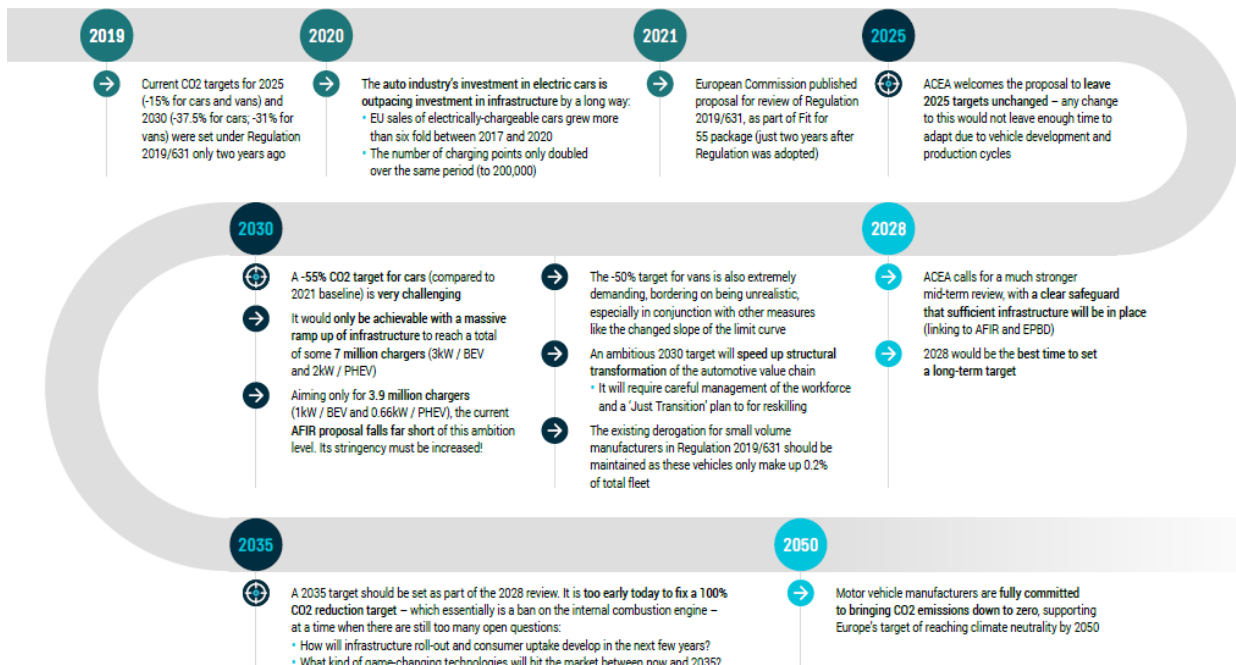 2019
Current CO2 targets for 2025
(-15% for cars and vans) and
2030 (-37.5% for cars; -31% for
vans) were set under Regulation
2019/631 only two years ago
2020
The auto industry's investment in electric cars is
outpacing investment in infrastructure by a long way:
• EU sales of electrically-chargeable cars grew more
than six fold between 2017 and 2020
• The number of charging points only doubled
over the same period (to 200,000)
2021
European Commission published
proposal for review of Regulation
2019/631, as part of Fit for
55 package (just two years after
Regulation was adopted)
2025
ACEA welcomes the proposal to leave
2025 targets unchanged – any change
to this would not leave enough time to
adapt due to vehicle development and
production cycles
2028
ACEA calls for a much stronger
mid-term review, with a clear safeguard
that sufficient infrastructure will be in place
(linking to AFIR and EPBD)
2028 would be the best time to set
a long-term target
2030
A -55% CO2 target for cars (compared to
2021 baseline) is very challenging
It would only be achievable with a massive
ramp up of infrastructure to reach a total
of some 7 million chargers (3kW / BEV
and 2kW / PHEV)
Aiming only for 3.9 million chargers
(1kW / BEV and 0.66kW / PHEV), the current
AFIR proposal falls far short of this ambition
level. Its stringency must be increased!
The -50% target for vans is also extremely
demanding, bordering on being unrealistic,
especially in conjunction with other measures
like the changed slope of the limit curve
An ambitious 2030 target will speed up structural
transformation of the automotive value chain
• It will require careful management of the workforce
and a 'Just Transition' plan to for reskilling
The existing derogation for small volume
manufacturers in Regulation 2019/631 should be
maintained as these vehicles only make up 0.2%
of total fleet
2035
A 2035 target should be set as part of the 2028 review. It is too early today to fix a 100%
CO2 reduction target – which essentially is a ban on the internal combustion engine –
at a time when there are still too many open questions:
• How will infrastructure roll-out and consumer uptake develop in the next few years?
• What kind of game-changing technologies will hit the market between now and 2035?
2050
Motor vehicle manufacturers are fully committed
to bringing CO2 emissions down to zero, supporting
Europe's target of reaching climate neutrality by 2050